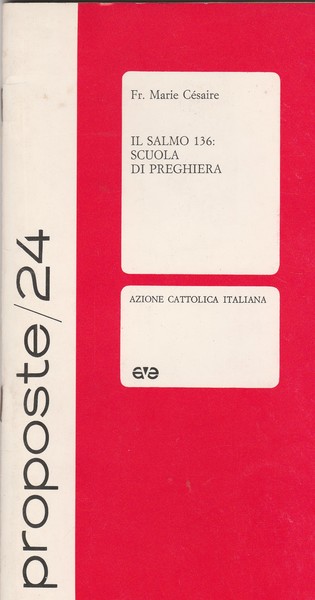 Fr. Marie Césaire
IL SALMO 136:
SCUOLA
DI PREGHIERA
AZIONE CATTOLICA ITALIANA
ave
proposte/24